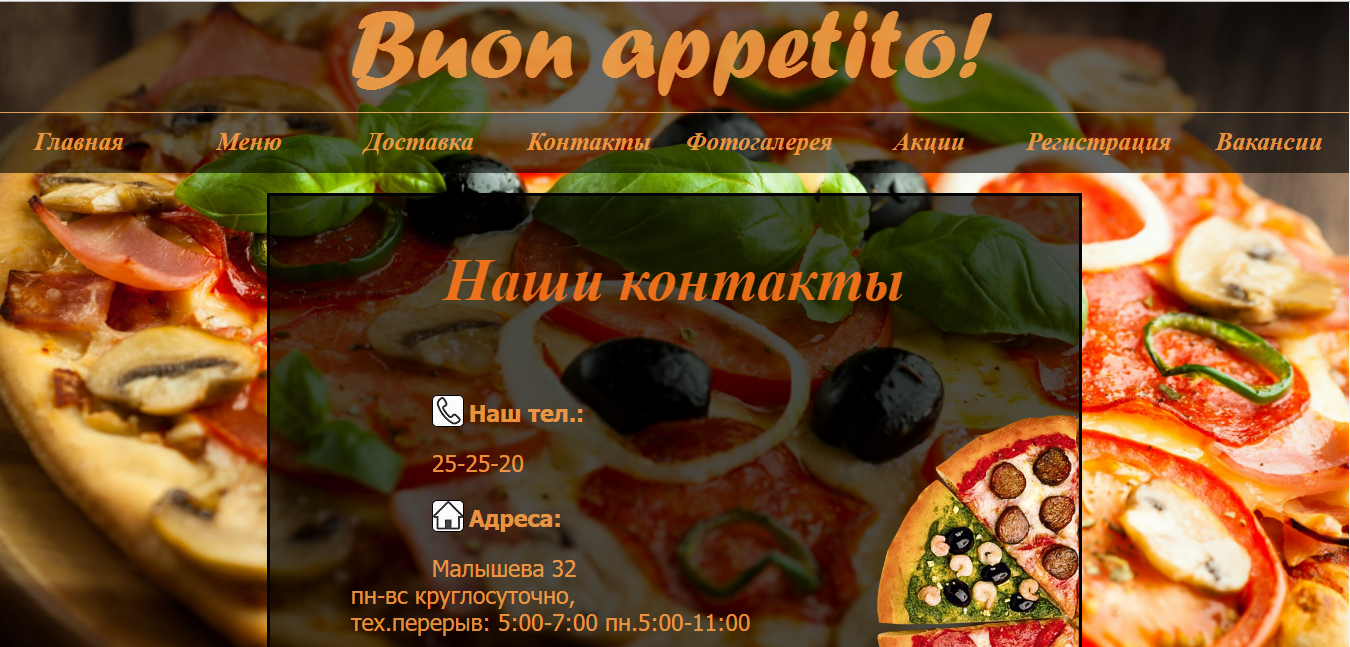 Buon appetito!
Главная Меню Доставка Контакты Фотогалерея Акции Регистрация Вакансии
Наши контакты
Наш тел.:
25-25-20
Адреса:
Малышева 32
пн-вс круглосуточно,
тех.перерыв: 5:00-7:00 пн.5:00-11:00